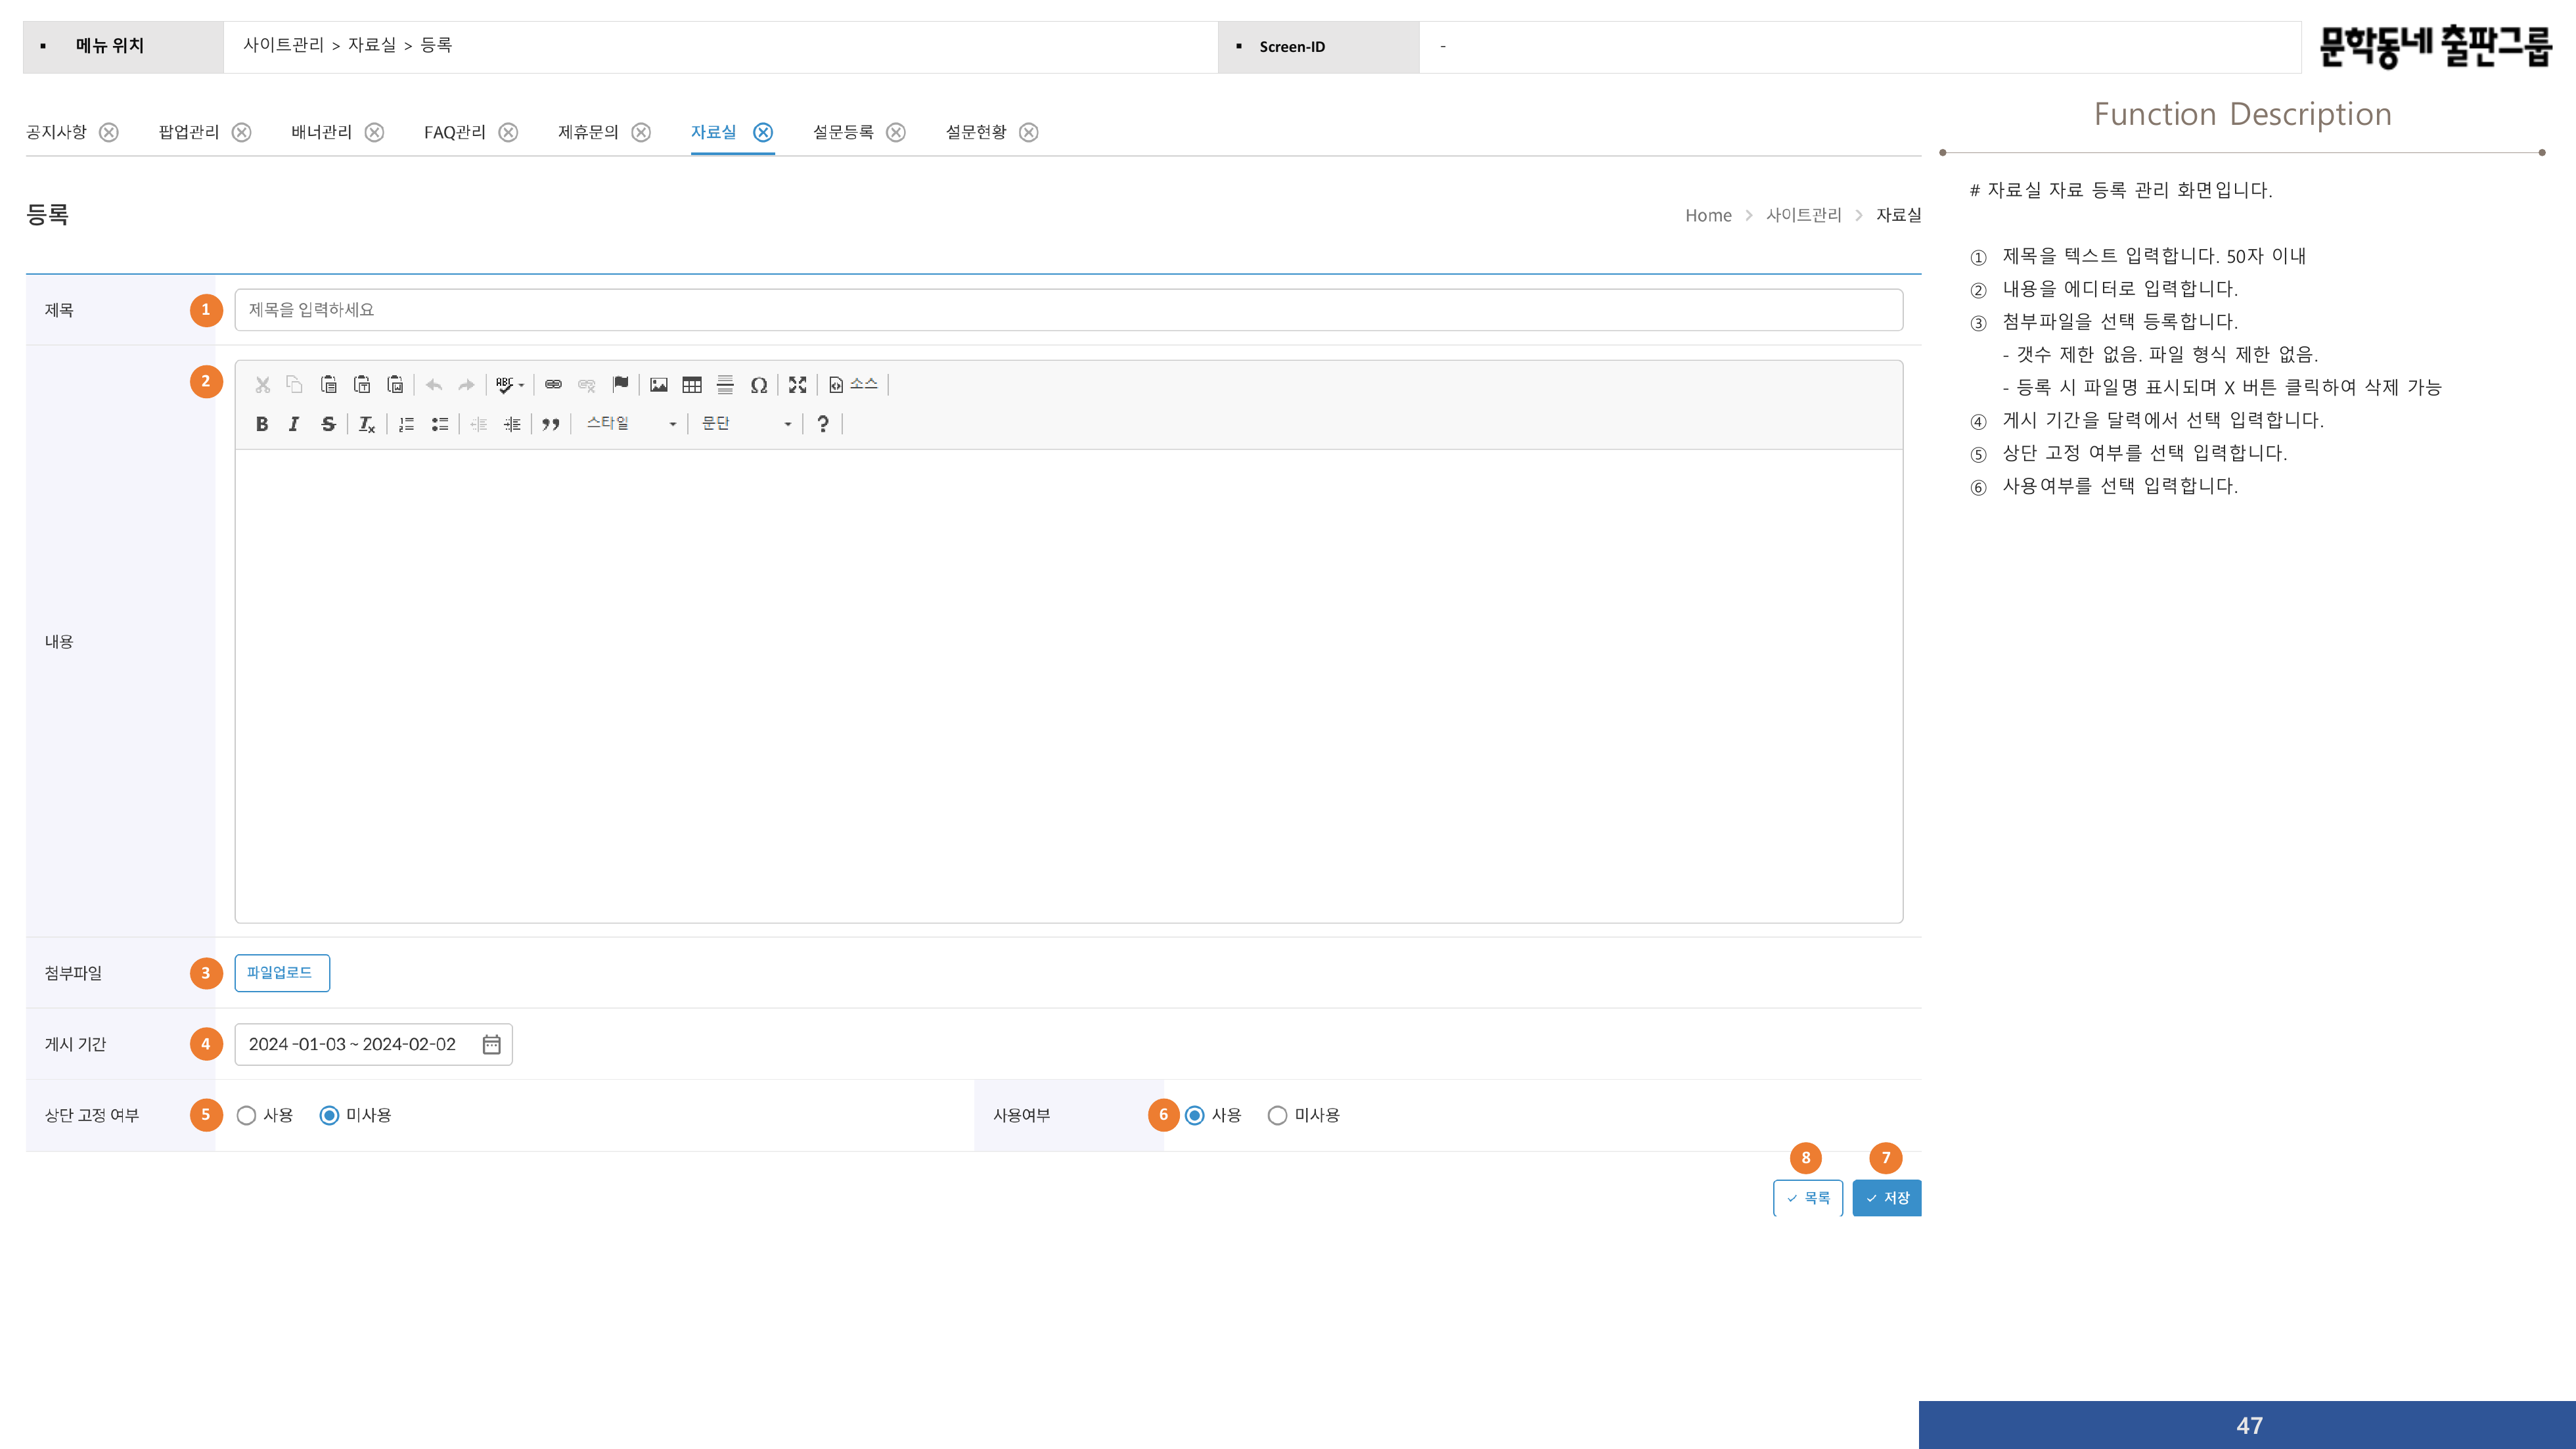 ▪ 메뉴 위치
사이트관리 > 자료실 > 등록
▪ Screen-ID
-
문학동네 출판그룹
공지사항 팝업관리 배너관리 FAQ관리 제휴문의 자료실 설문등록 설문현황
등록
Home > 사이트관리 > 자료실
제목
1
제목을 입력하세요
내용
2
ABC
소스
B I S Tx
스타일
문단
?
첨부파일
3
파일업로드
게시 기간
4
2024 -01-03 ~ 2024-02-02
상단 고정 여부
5
사용 미사용
사용여부
6
사용 미사용
8
7
목록
저장
Function Description
# 자료실 자료 등록 관리 화면입니다.
① 제목을 텍스트 입력합니다. 50자 이내
② 내용을 에디터로 입력합니다.
③ 첨부파일을 선택 등록합니다.
- 갯수 제한 없음. 파일 형식 제한 없음.
- 등록 시 파일명 표시되며 X 버튼 클릭하여 삭제 가능
④ 게시 기간을 달력에서 선택 입력합니다.
⑤ 상단 고정 여부를 선택 입력합니다.
⑥ 사용여부를 선택 입력합니다.
47